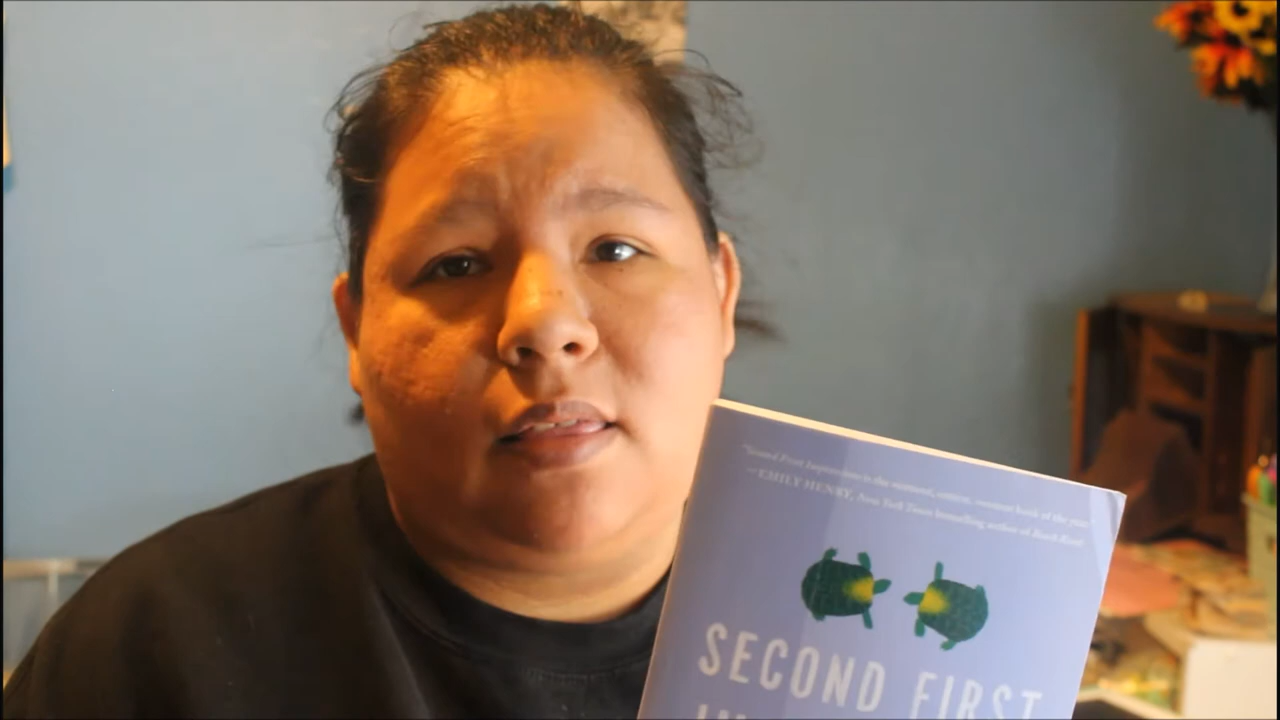 "Second First Impressions is the sweetest, book of the year."
—EMILY HENRY, New York Times bestselling author of Beach Read
SECOND FIRST